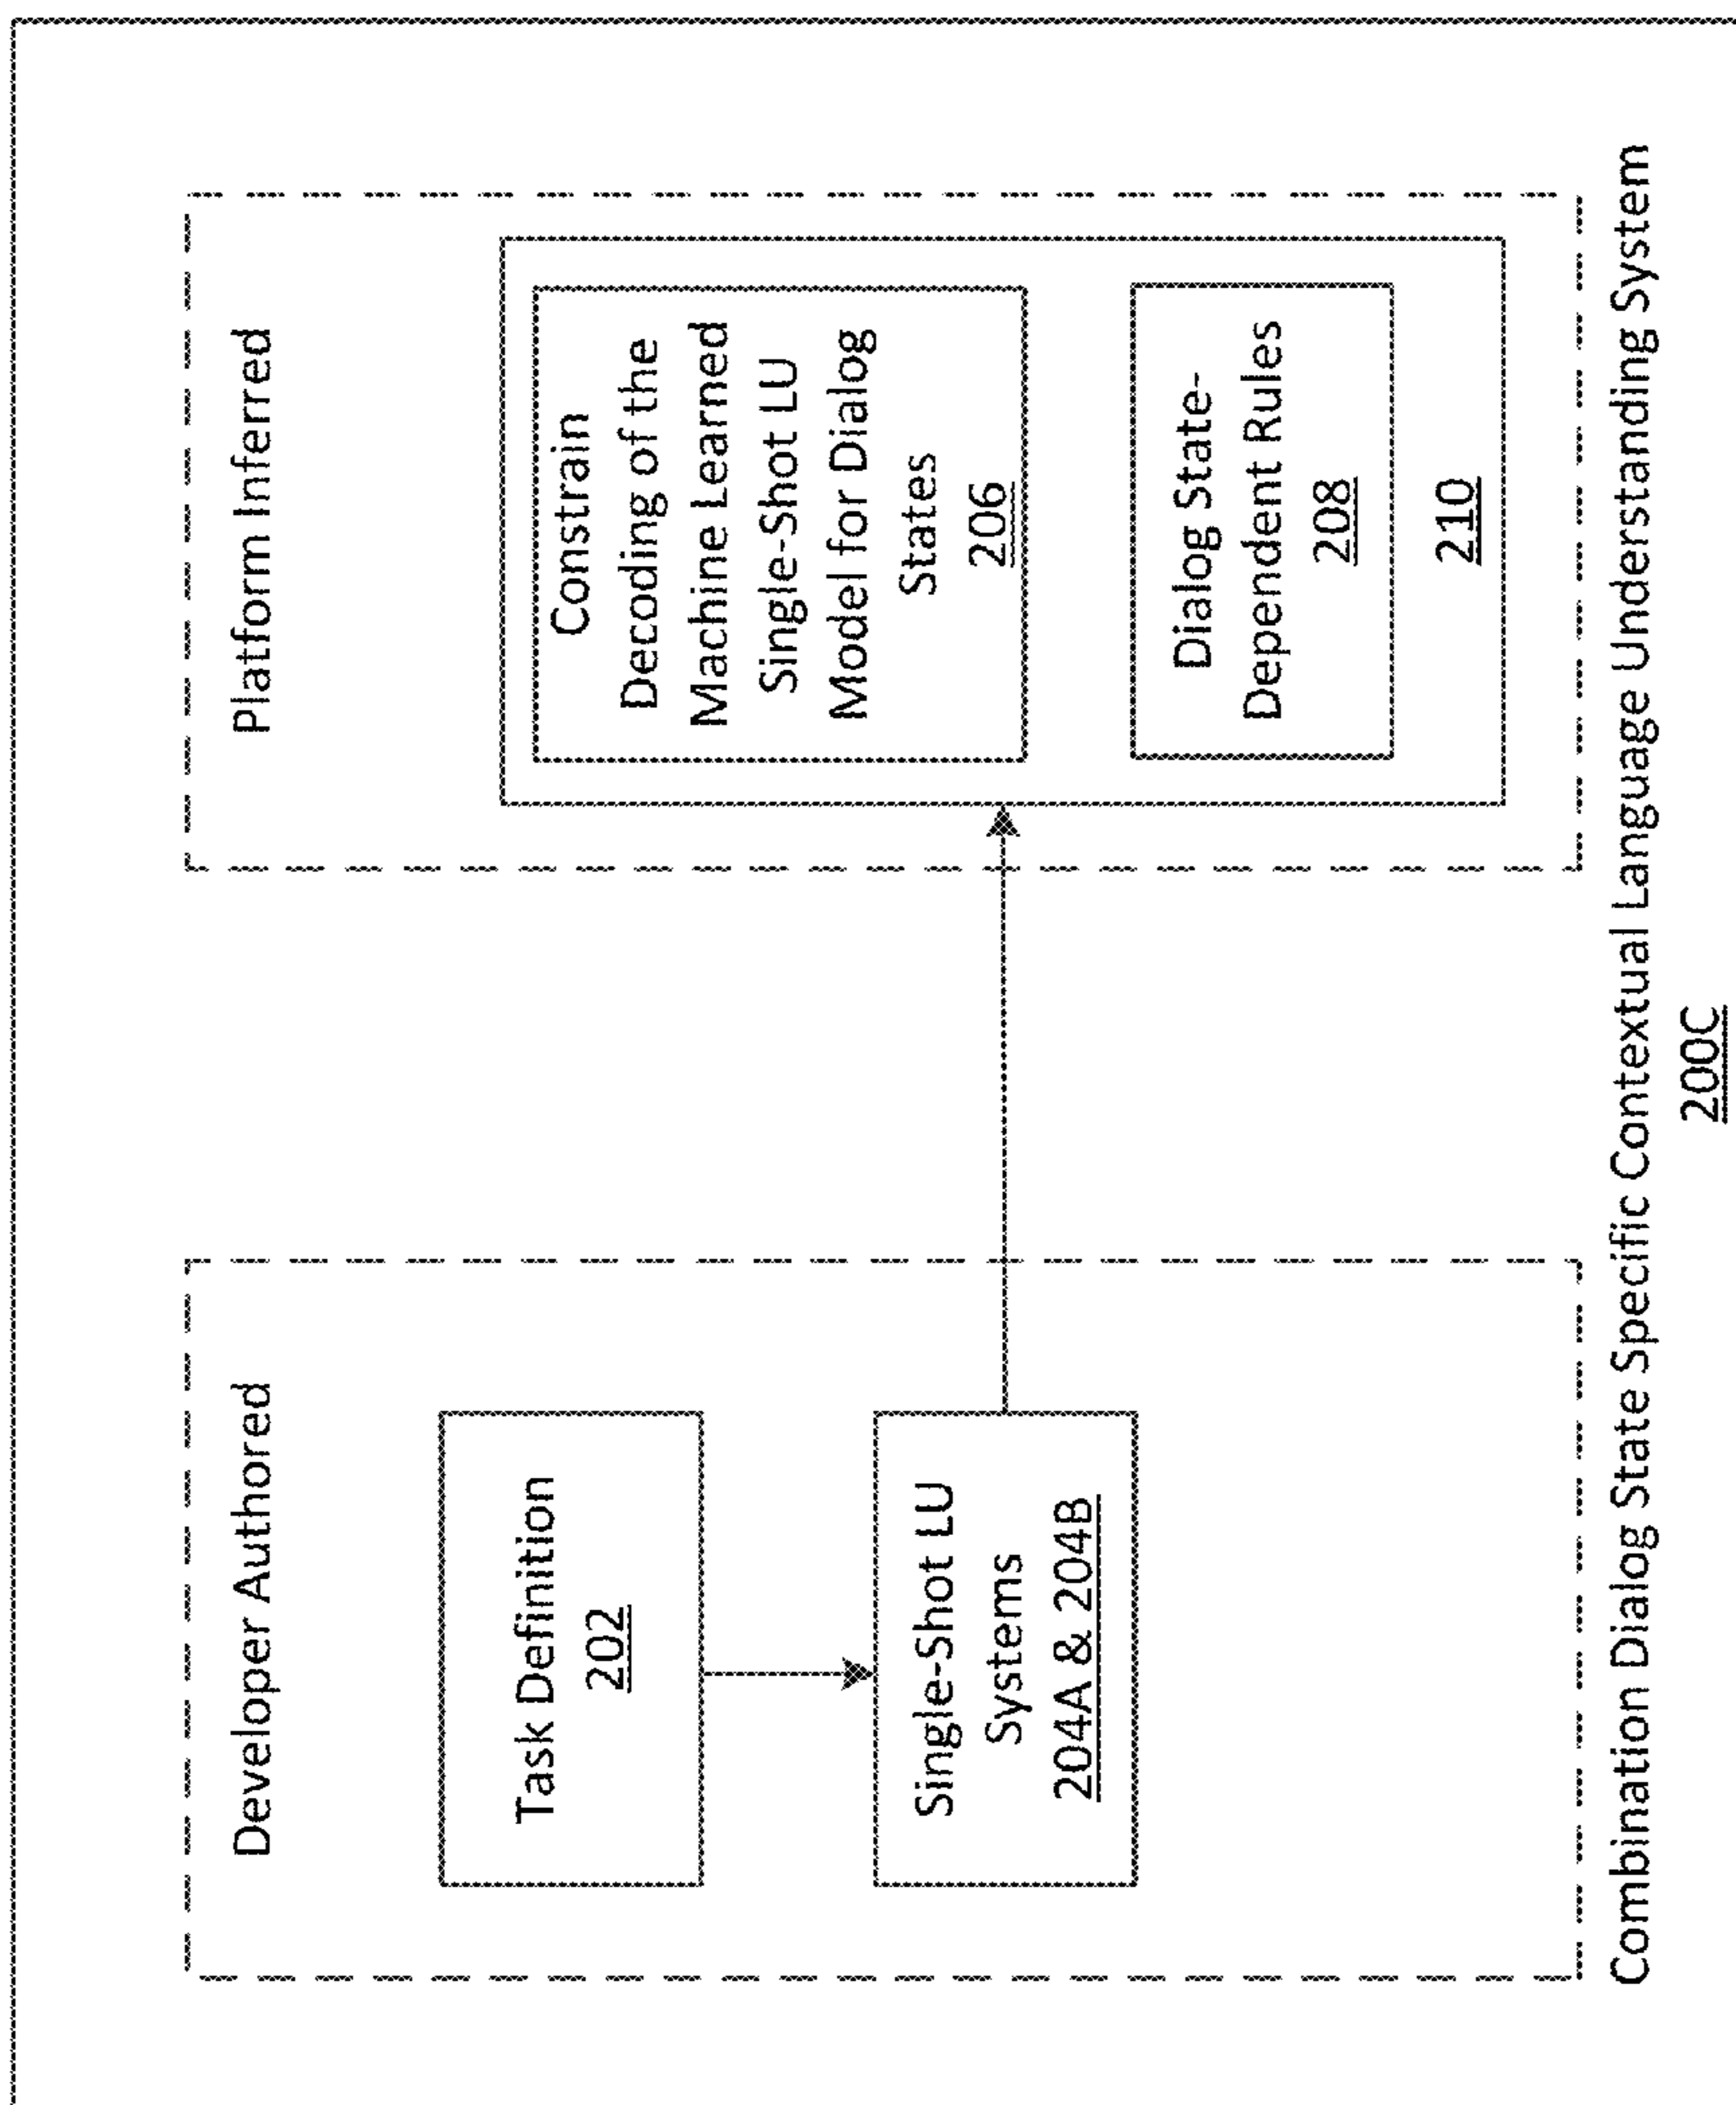 Developer Authored
Task Definition
202
Single-Shot LU
Systems
204A & 204B
Platform Inferred
Constrain
Decoding of the
Machine Learned
Single-Shot LU
Model for Dialog
States
206
Dialog State-
Dependent Rules
208
210
Combination Dialog State Specific Contextual Language Understanding System
200C